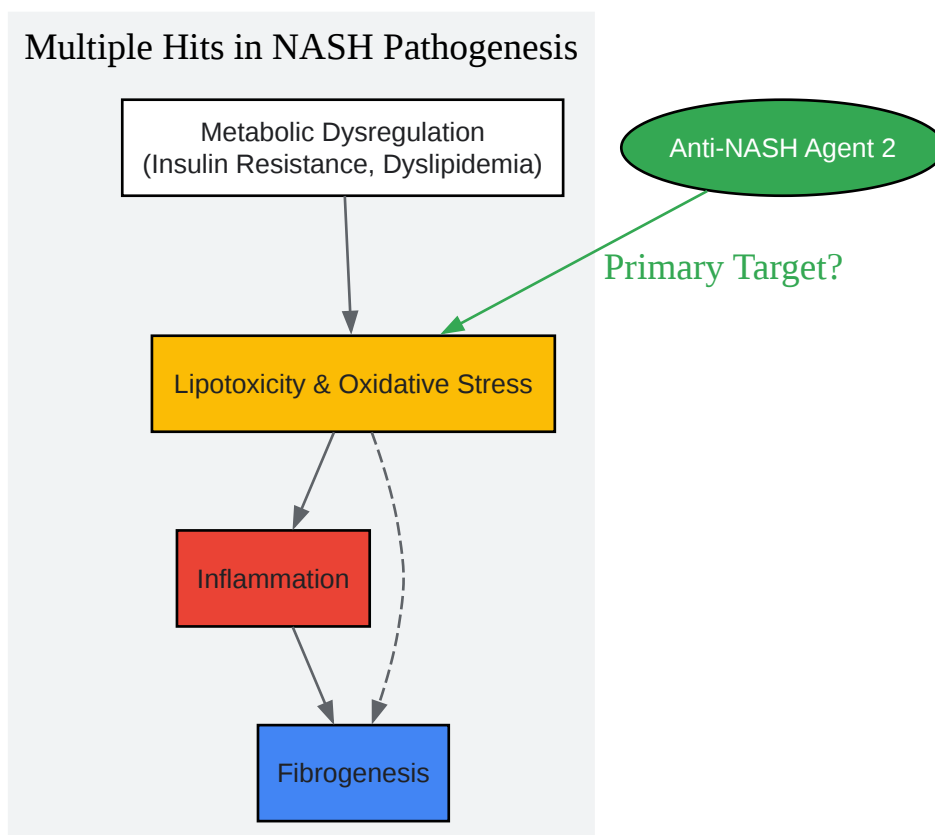 Multiple Hits in NASH Pathogenesis
Metabolic Dysregulation
(Insulin Resistance, Dyslipidemia)
Anti-NASH Agent 2
Primary Target?
Lipotoxicity & Oxidative Stress
Inflammation
Fibrogenesis